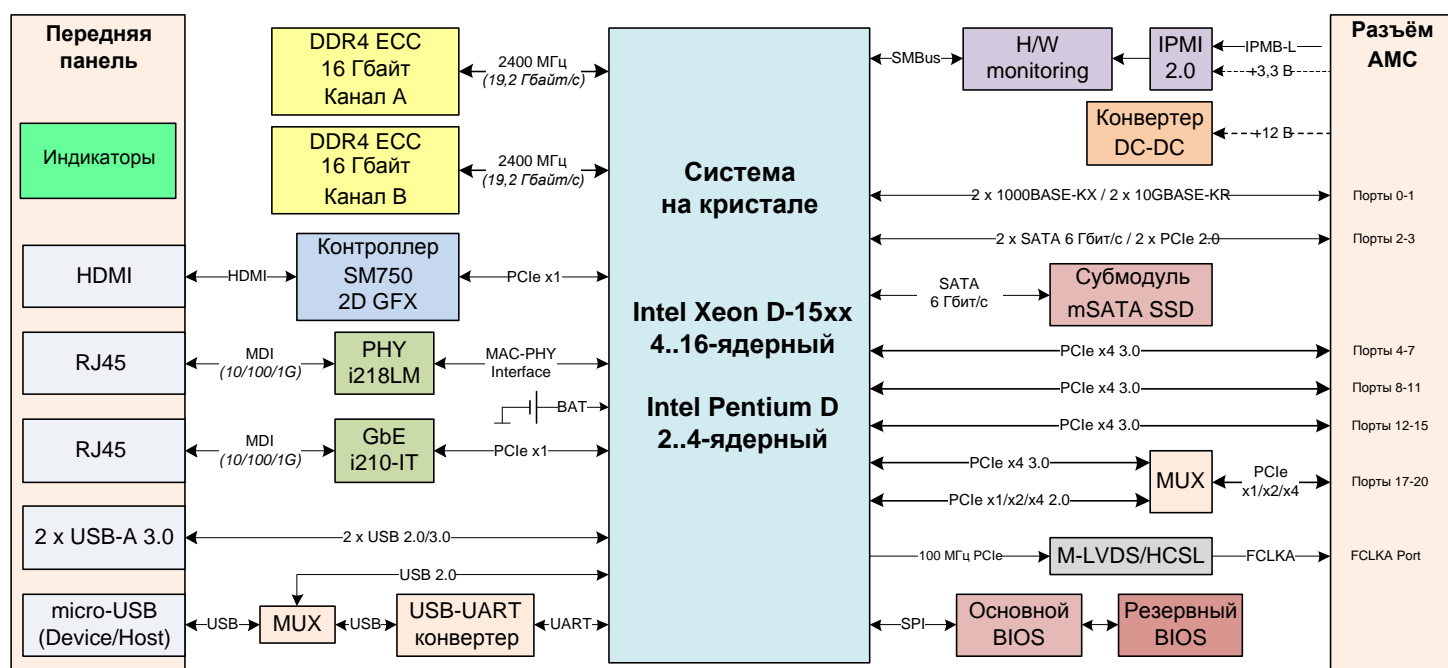 Передняя
панель
Индикаторы
HDMI
RJ45
RJ45
2 x USB-A 3.0
micro-USB
(Device/Host)
DDR4 ECC
16 Гбайт
Канал A
2400 МГц
(19,2 Гбайт/с)
DDR4 ECC
16 Гбайт
Канал B
2400 МГц
(19,2 Гбайт/с)
HDMI
Контроллер
SM750
2D GFX
PCIe x1
MDI
(10/100/1G)
PHY
i218LM
MAC-PHY
Interface
BAT
MDI
(10/100/1G)
GbE
i210-IT
PCIe x1
2 x USB 2.0/3.0
USB 2.0
USB
MUX
USB
USB-UART
конвертер
UART
Система
на кристале
Intel Xeon D-15xx
4..16-ядерный
Intel Pentium D
2..4-ядерный
SMBus
H/W
monitoring
IPMI
2.0
IPMB-L
+3,3 В
Конвертер
DC-DC
+12 В
2 x 1000BASE-KX / 2 x 10GBASE-KR
2 x SATA 6 Гбит/с / 2 x PCIe 2.0
SATA
6 Гбит/с
Субмодуль
mSATA SSD
PCIe x4 3.0
PCIe x4 3.0
PCIe x4 3.0
PCIe x4 3.0
PCIe x1/x2/x4 2.0
MUX
PCIe
x1/x2/x4
100 МГц PCIe
M-LVDS/HCSL
FCLKA
SPI
Основной
BIOS
Резервный
BIOS
Разъём
AMC
Порты 0-1
Порты 2-3
Порты 4-7
Порты 8-11
Порты 12-15
Порты 17-20
FCLKA Port